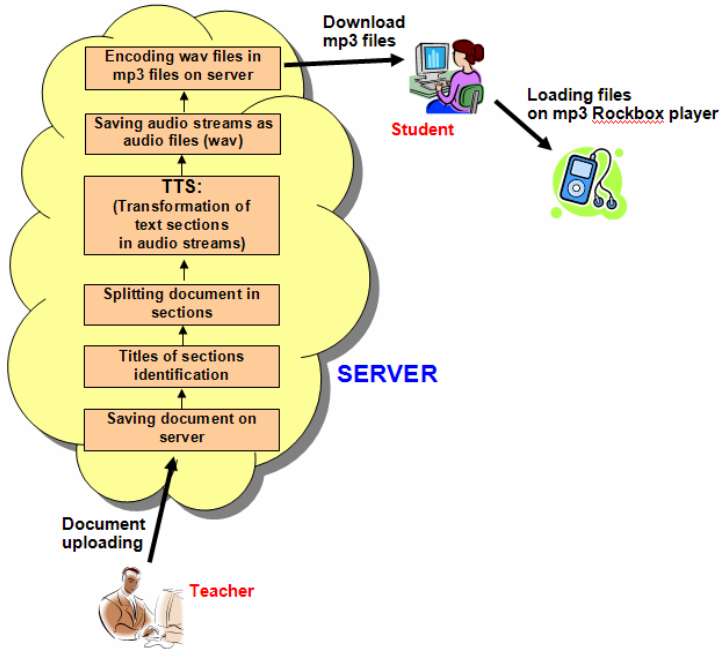 Download
mp3 files
Encoding wav files in
mp3 files on server
Student
Loading files
on mp3 Rockbox player
Saving audio streams as
audio files (wav)
TTS:
(Transformation of
text sections
in audio streams)
Splitting document in
sections
Titles of sections
identification
SERVER
Saving document on
server
Document
uploading
Teacher